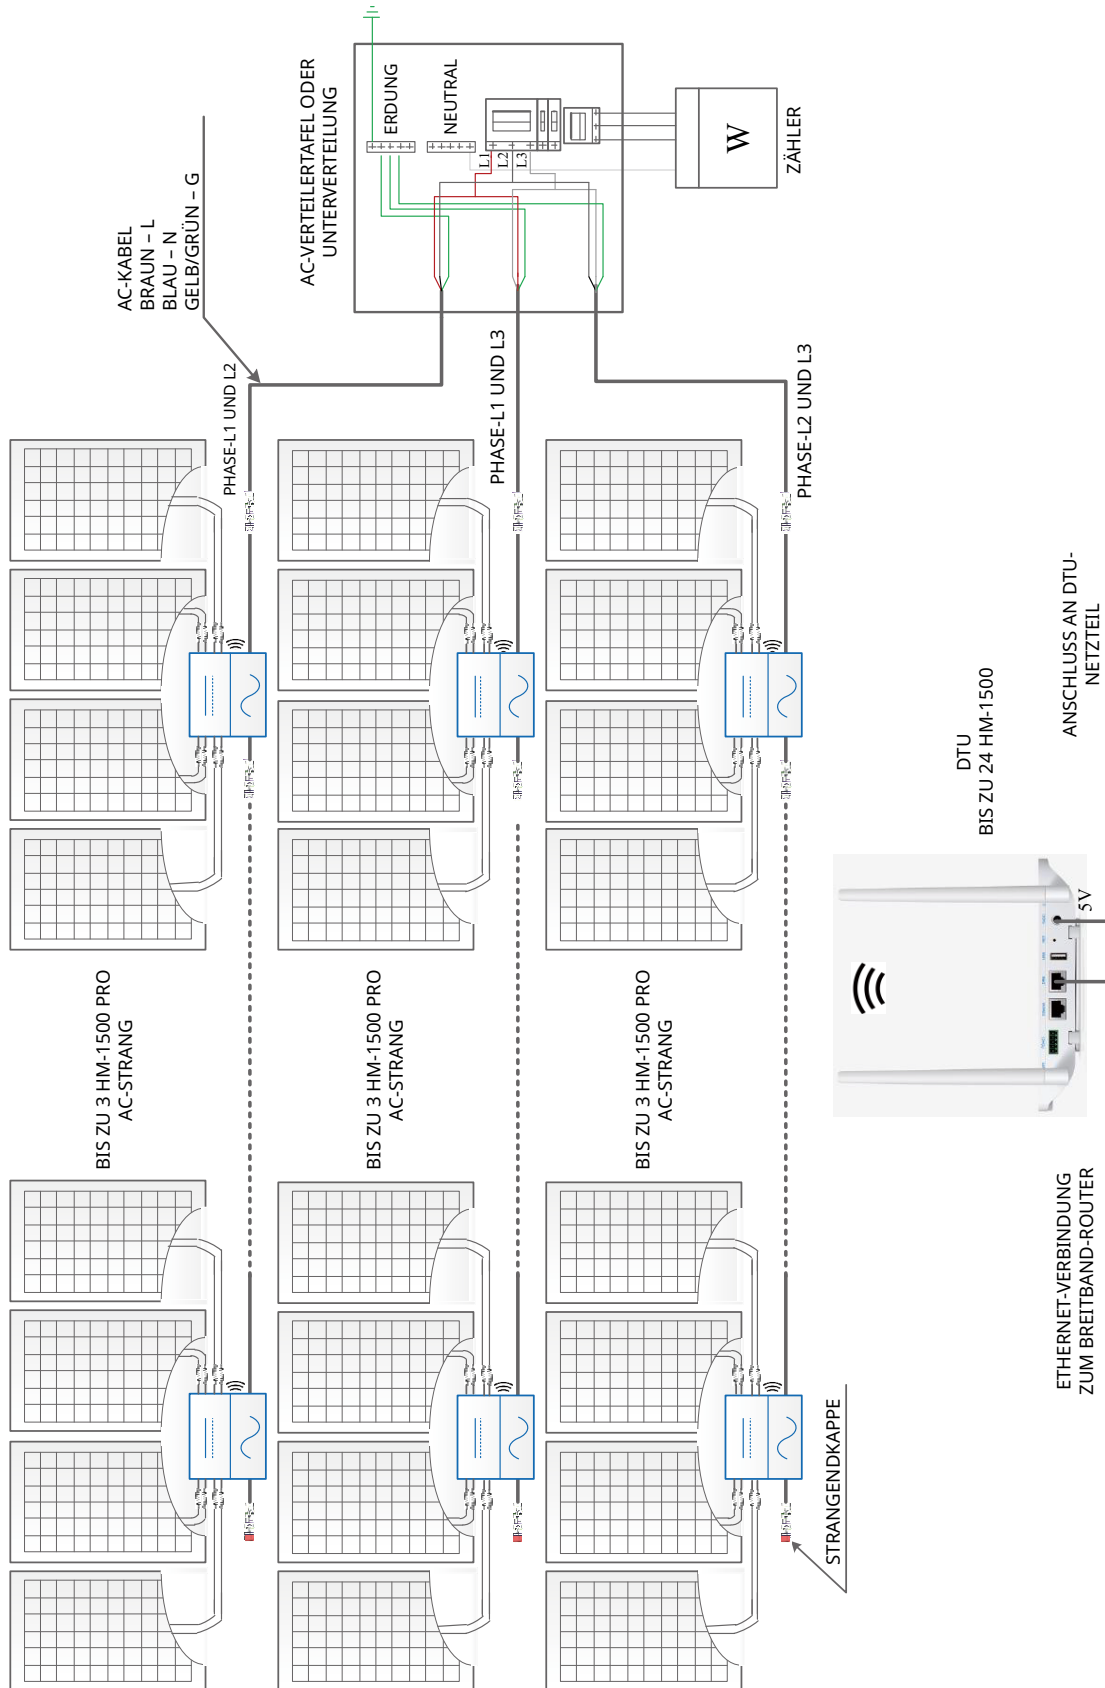 AC-KABEL
BRAUN – L
BLAU – N
GELB/GRÜN – G
AC-VERTEILERTAFEL ODER
UNTERVERTEILUNG
ERDUNG
NEUTRAL
L1
L2
L3
W
ZÄHLER
PHASE-L1 UND L2
PHASE-L1 UND L3
PHASE-L2 UND L3
BIS ZU 3 HM-1500 PRO
AC-STRANG
BIS ZU 3 HM-1500 PRO
AC-STRANG
BIS ZU 3 HM-1500 PRO
AC-STRANG
STRANGENDKAPPE
DTU
BIS ZU 24 HM-1500
ANSCHLUSS AN DTU-
NETZTEIL
5V
ETHERNET-VERBINDUNG
ZUM BREITBAND-ROUTER